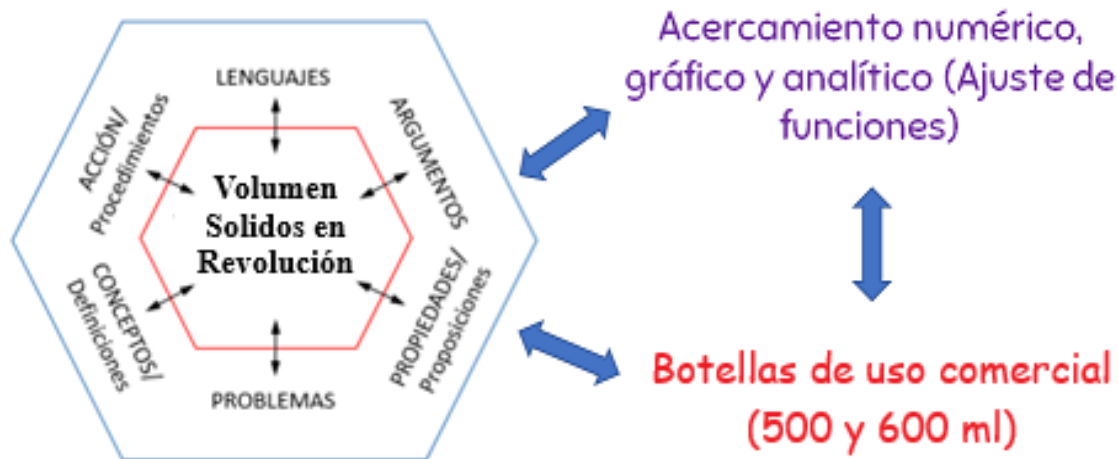 LENGUAJES
ACCIÓN/
Procedimientos
ARGUMENTOS
Volumen
Solidos en
Revolución
CONCEPTOS/
Definiciones
PROPIEDADES/
Proposiciones
PROBLEMAS
Acercamiento numérico,
gráfico y analítico (Ajuste de
funciones)
Botellas de uso comercial
(500 y 600 ml)